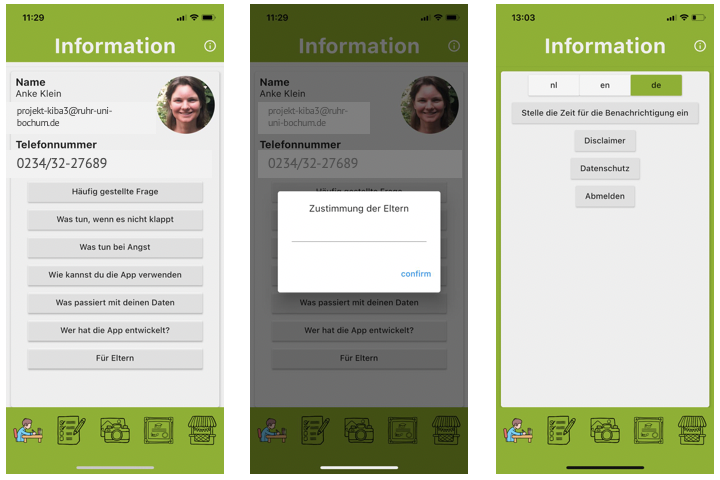 11:29
Information
Name
Anke Klein
projekt-kiba3@ruhr-uni-
bochum.de
Telefonnummer
0234/32-27689
Häufig gestellte Frage
Was tun, wenn es nicht klappt
Was tun bei Angst
Wie kannst du die App verwenden
Was passiert mit deinen Daten
Wer hat die App entwickelt?
Für Eltern
11:29
Information
Name
Anke Klein
projekt-kiba3@ruhr-uni-
bochum.de
Telefonnummer
0234/32-27689
Häufig gestellte Frage
Zustimmung der Eltern
confirm
Was passiert mit deinen Daten
Wer hat die App entwickelt?
Für Eltern
13:03
Information
nl en de
Stelle die Zeit für die Benachrichtigung ein
Disclaimer
Datenschutz
Abmelden